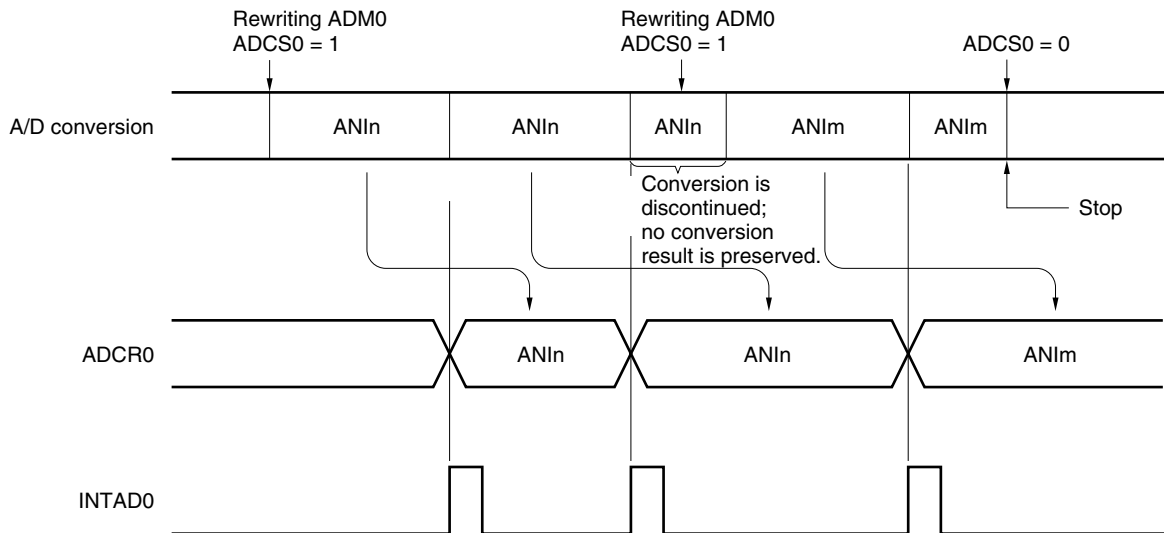 Rewriting ADM0
ADCS0 = 1
Rewriting ADM0
ADCS0 = 1
ADCS0 = 0
A/D conversion
ANIn
ANIn
ANIn
ANIm
ANIm
Conversion is
discontinued;
no conversion
result is preserved.
Stop
ADCR0
ANIn
ANIn
ANIm
INTAD0